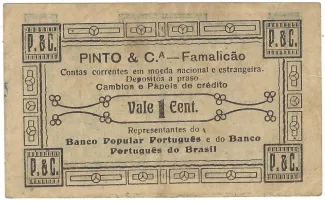 P. & C. P. & C.
PINTO & C.ª — Famalicão
Contas correntes em moeda nacional e estrangeira.
Depositos a praso
Cambios e Papeis de crédito
Vale 1 Cent.
Representantes do
Banco Popular Português e do Banco
Português do Brasil
P. & C. P. & C.